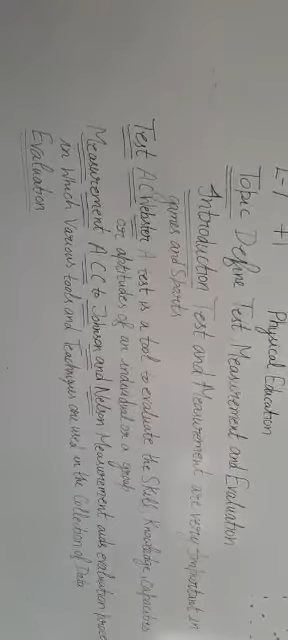 L-1 +1
Physical Education
Topic Define Test Measurement and Evaluation
Introduction Test and Measurement are very important in
games and Sports
Test AC Webster A test is a tool to evaluate the Skills, Knowledge, Capacities
or aptitudes of an individual or a group
Measurement ACC to Johnson and Nelson Measurement aids evaluation process
in Which Various tools and Techniques are used in the Collection of Data
Evaluation